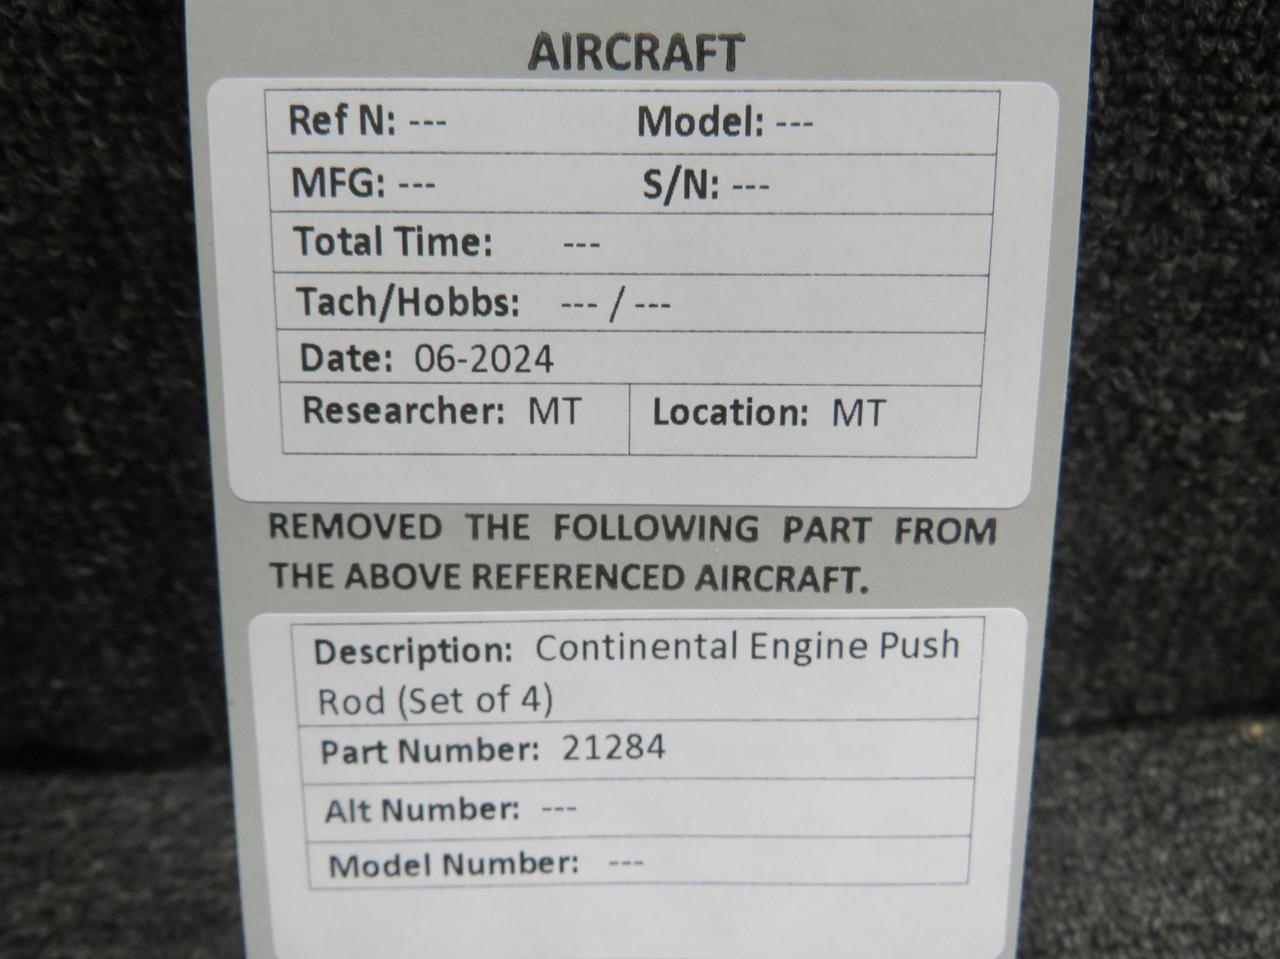 AIRCRAFT
Ref N: --- Model: ---
MFG: --- S/N: ---
Total Time: ---
Tach/Hobbs: --- / ---
Date: 06-2024
Researcher: MT Location: MT
REMOVED THE FOLLOWING PART FROM
THE ABOVE REFERENCED AIRCRAFT.
Description: Continental Engine Push
Rod (Set of 4)
Part Number: 21284
Alt Number: ---
Model Number: ---